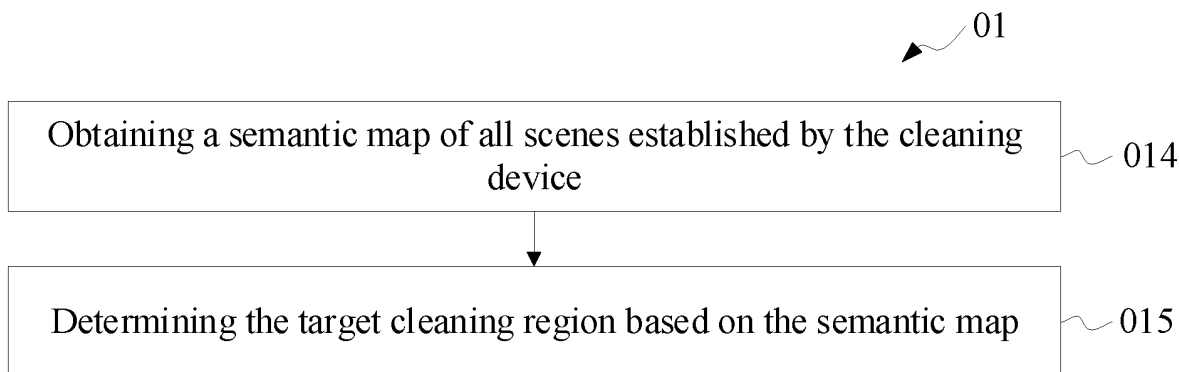 01
Obtaining a semantic map of all scenes established by the cleaning
device
014
Determining the target cleaning region based on the semantic map
015